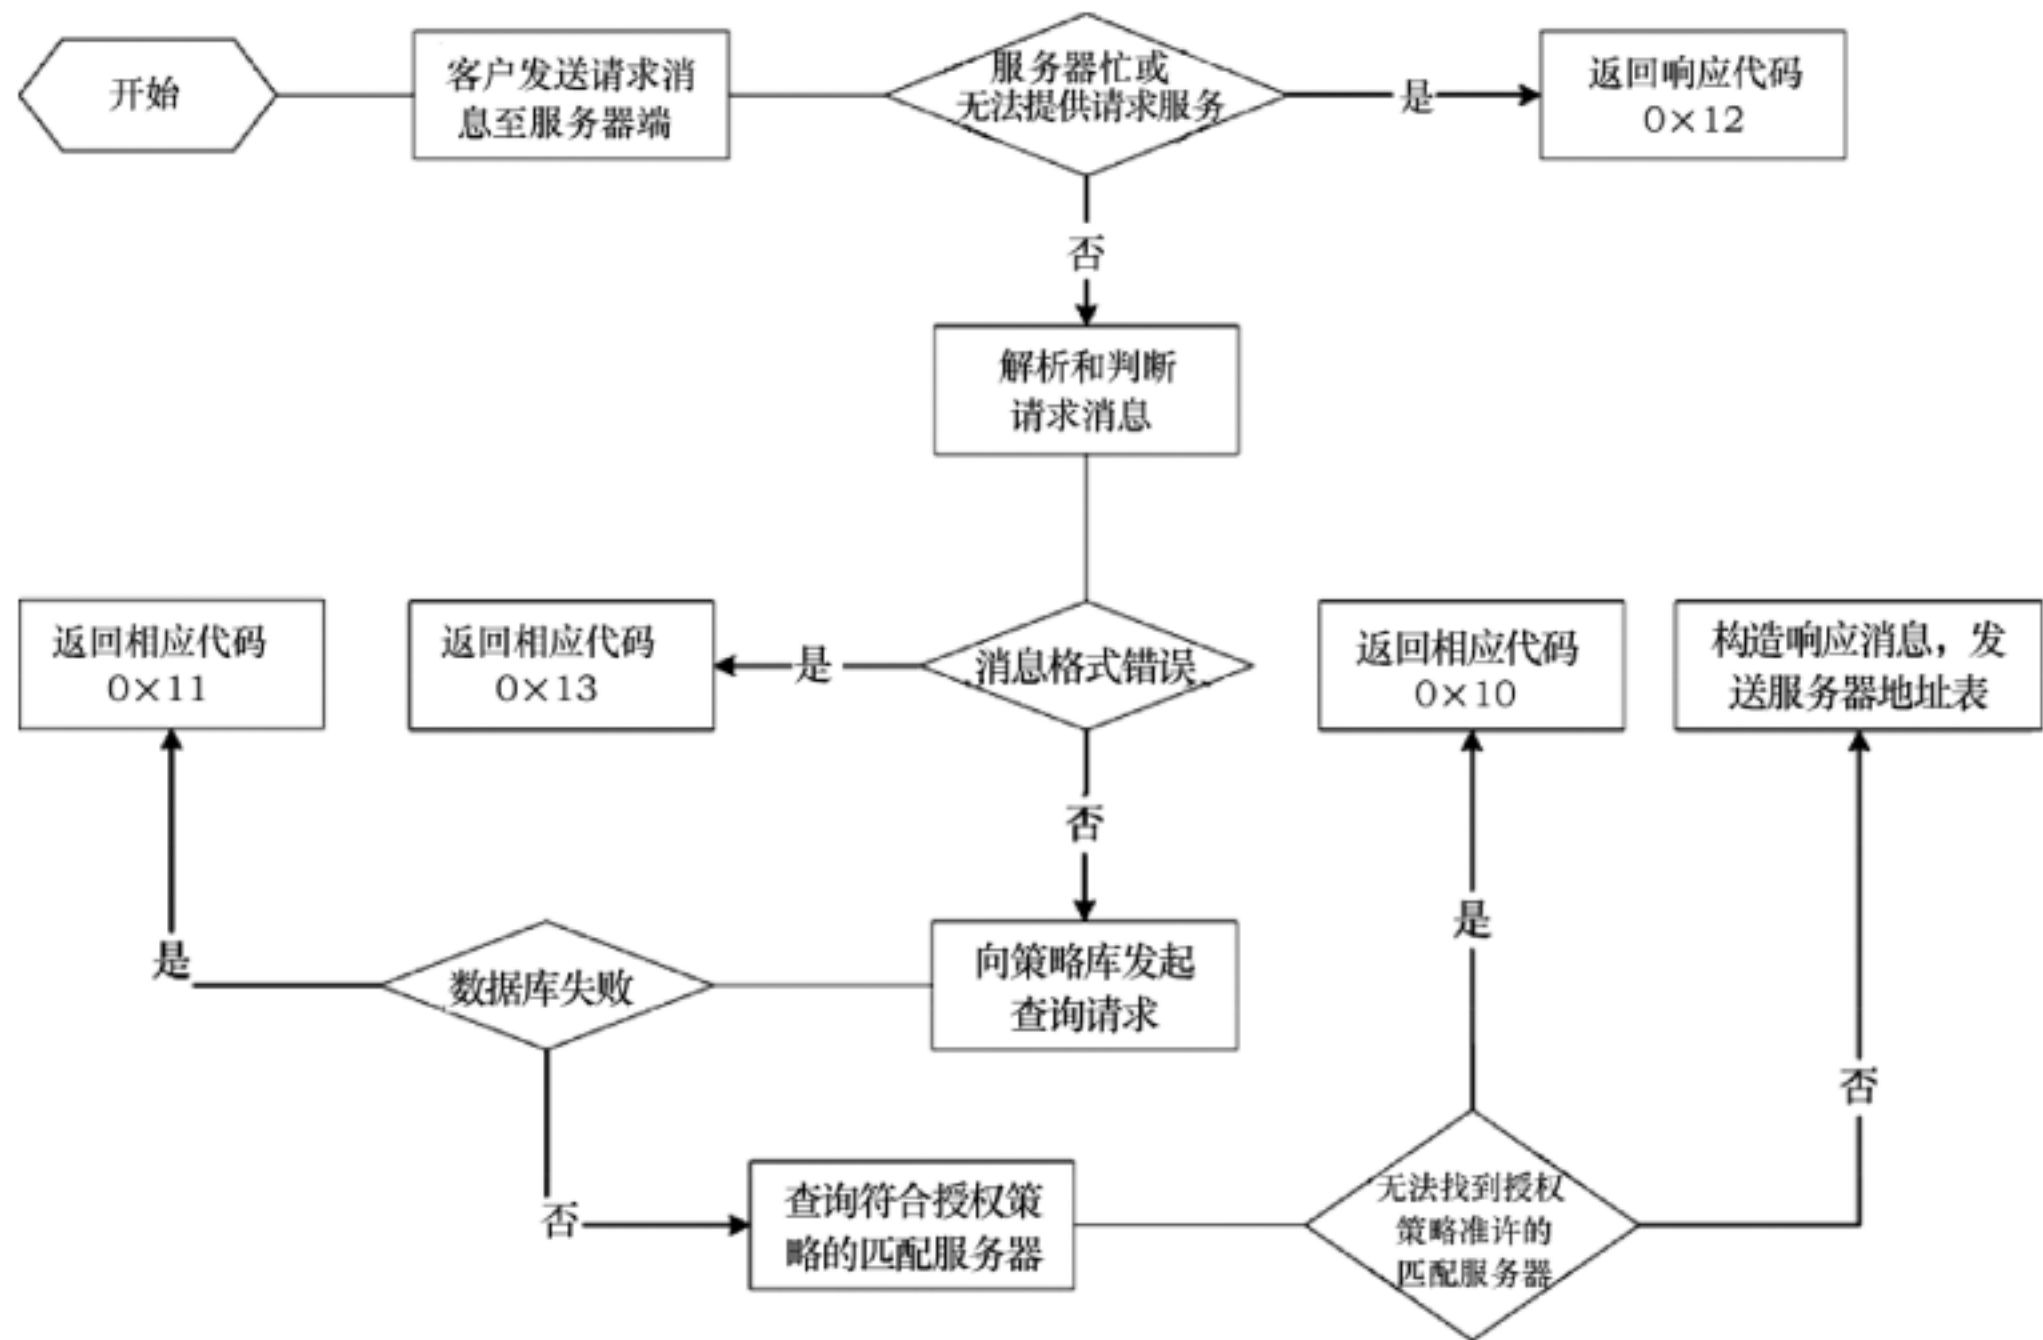 开始
客户发送请求消
息至服务器端
服务器忙或
无法提供请求服务
是
返回响应代码
0×12
否
解析和判断
请求消息
返回相应代码
0×11
返回相应代码
0×13
是
消息格式错误
返回相应代码
0×10
构造响应消息，发
送服务器地址表
否
是
数据库失败
向策略库发起
查询请求
是
否
否
查询符合授权策
略的匹配服务器
无法找到授权
策略准许的
匹配服务器